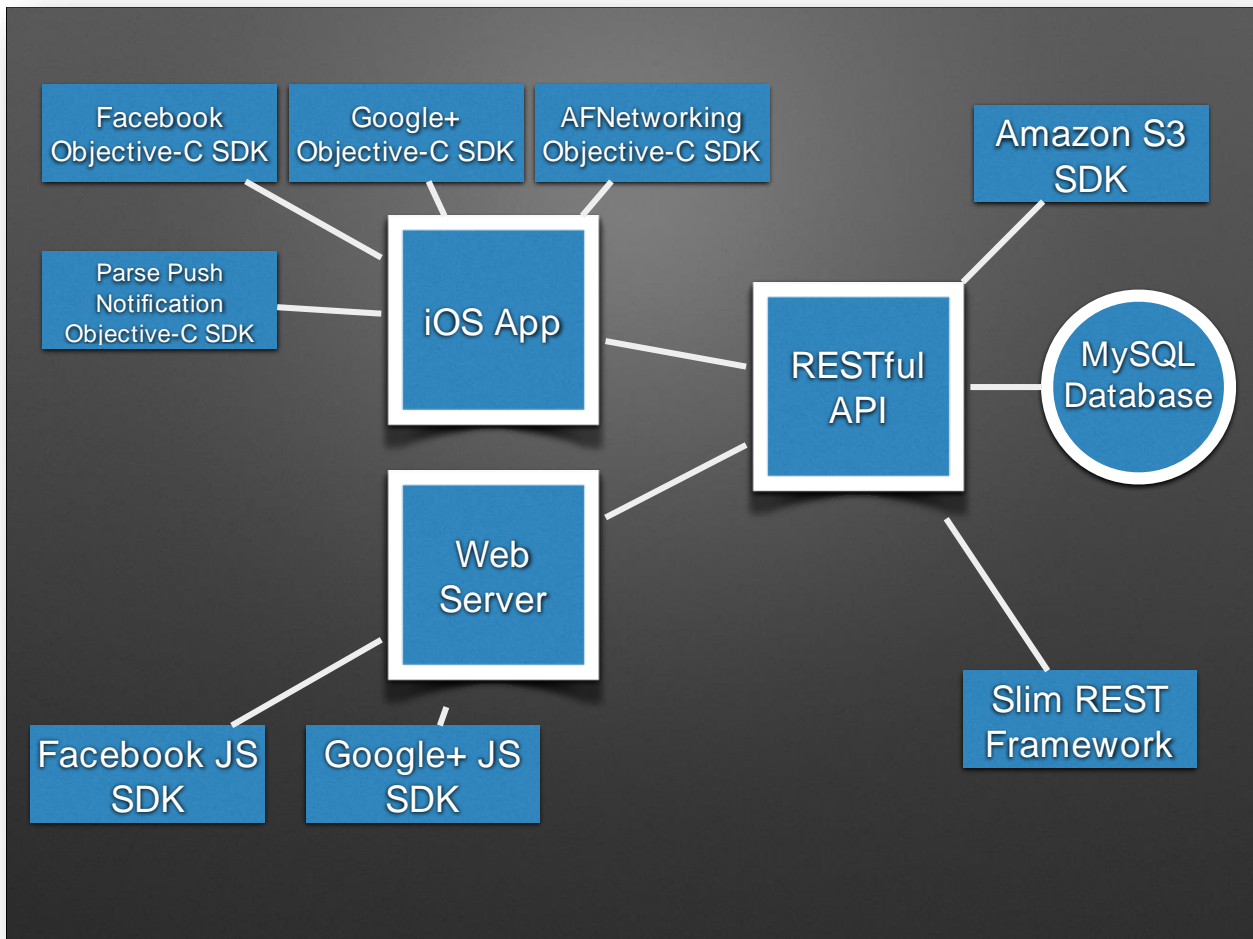 Facebook
Objective-C SDK
Google+
Objective-C SDK
AFNetworking
Objective-C SDK
Amazon S3
SDK
Parse Push
Notification
Objective-C SDK
iOS App
RESTful
API
MySQL
Database
Web
Server
Slim REST
Framework
Facebook JS
SDK
Google+ JS
SDK